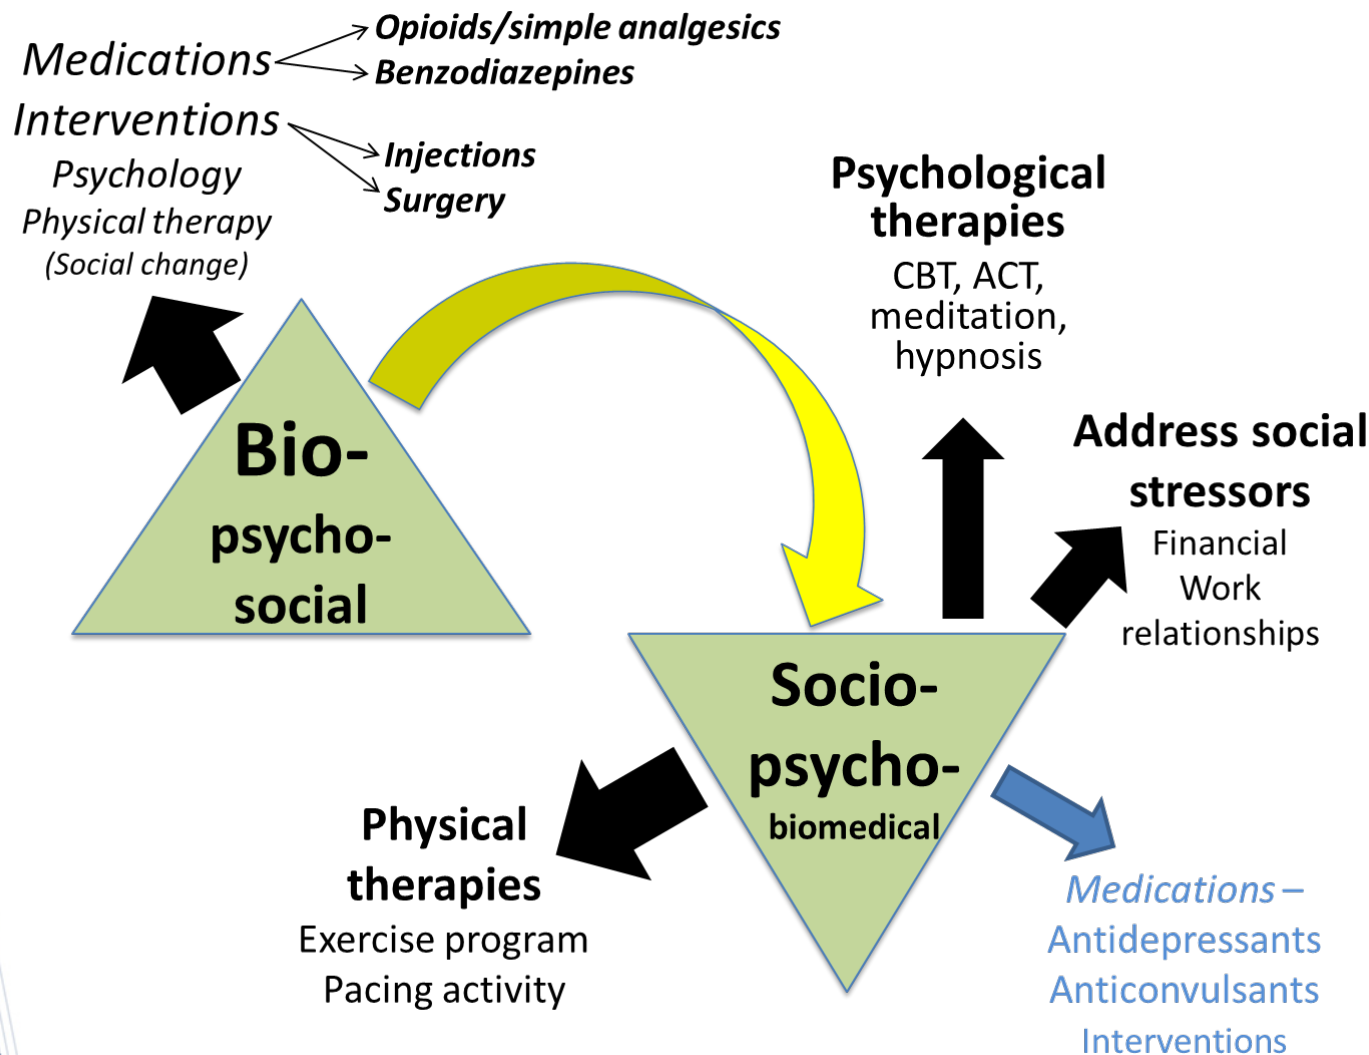 Medications
Opioids/simple analgesics
Benzodiazepines
Interventions
Injections
Surgery
Psychology
Physical therapy
(Social change)
Bio-
psycho-
social
Psychological
therapies
CBT, ACT,
meditation,
hypnosis
Address social
stressors
Financial
Work
relationships
Socio-
psycho-
biomedical
Physical
therapies
Exercise program
Pacing activity
Medications –
Antidepressants
Anticonvulsants
Interventions